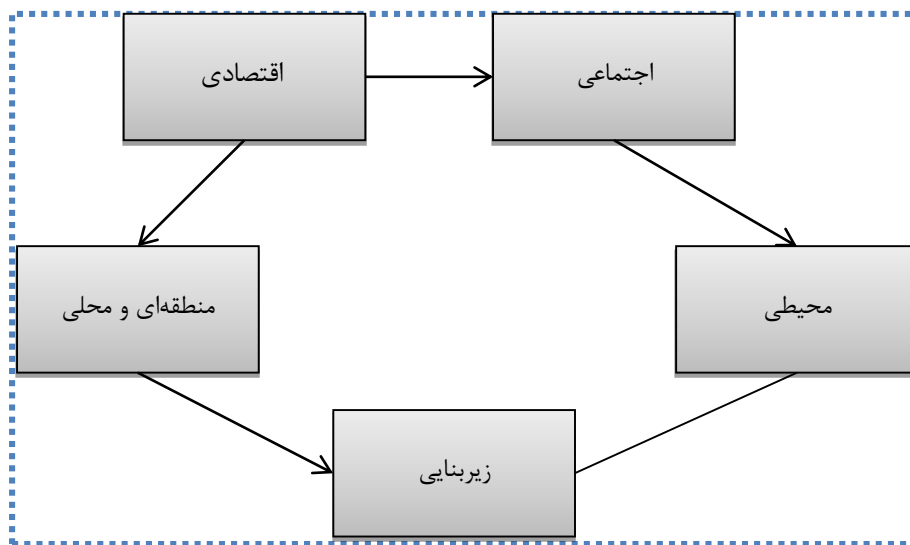 اجتماعی
اقتصادی
محیطی
منطقه‌ای و محلی
زیربنایی